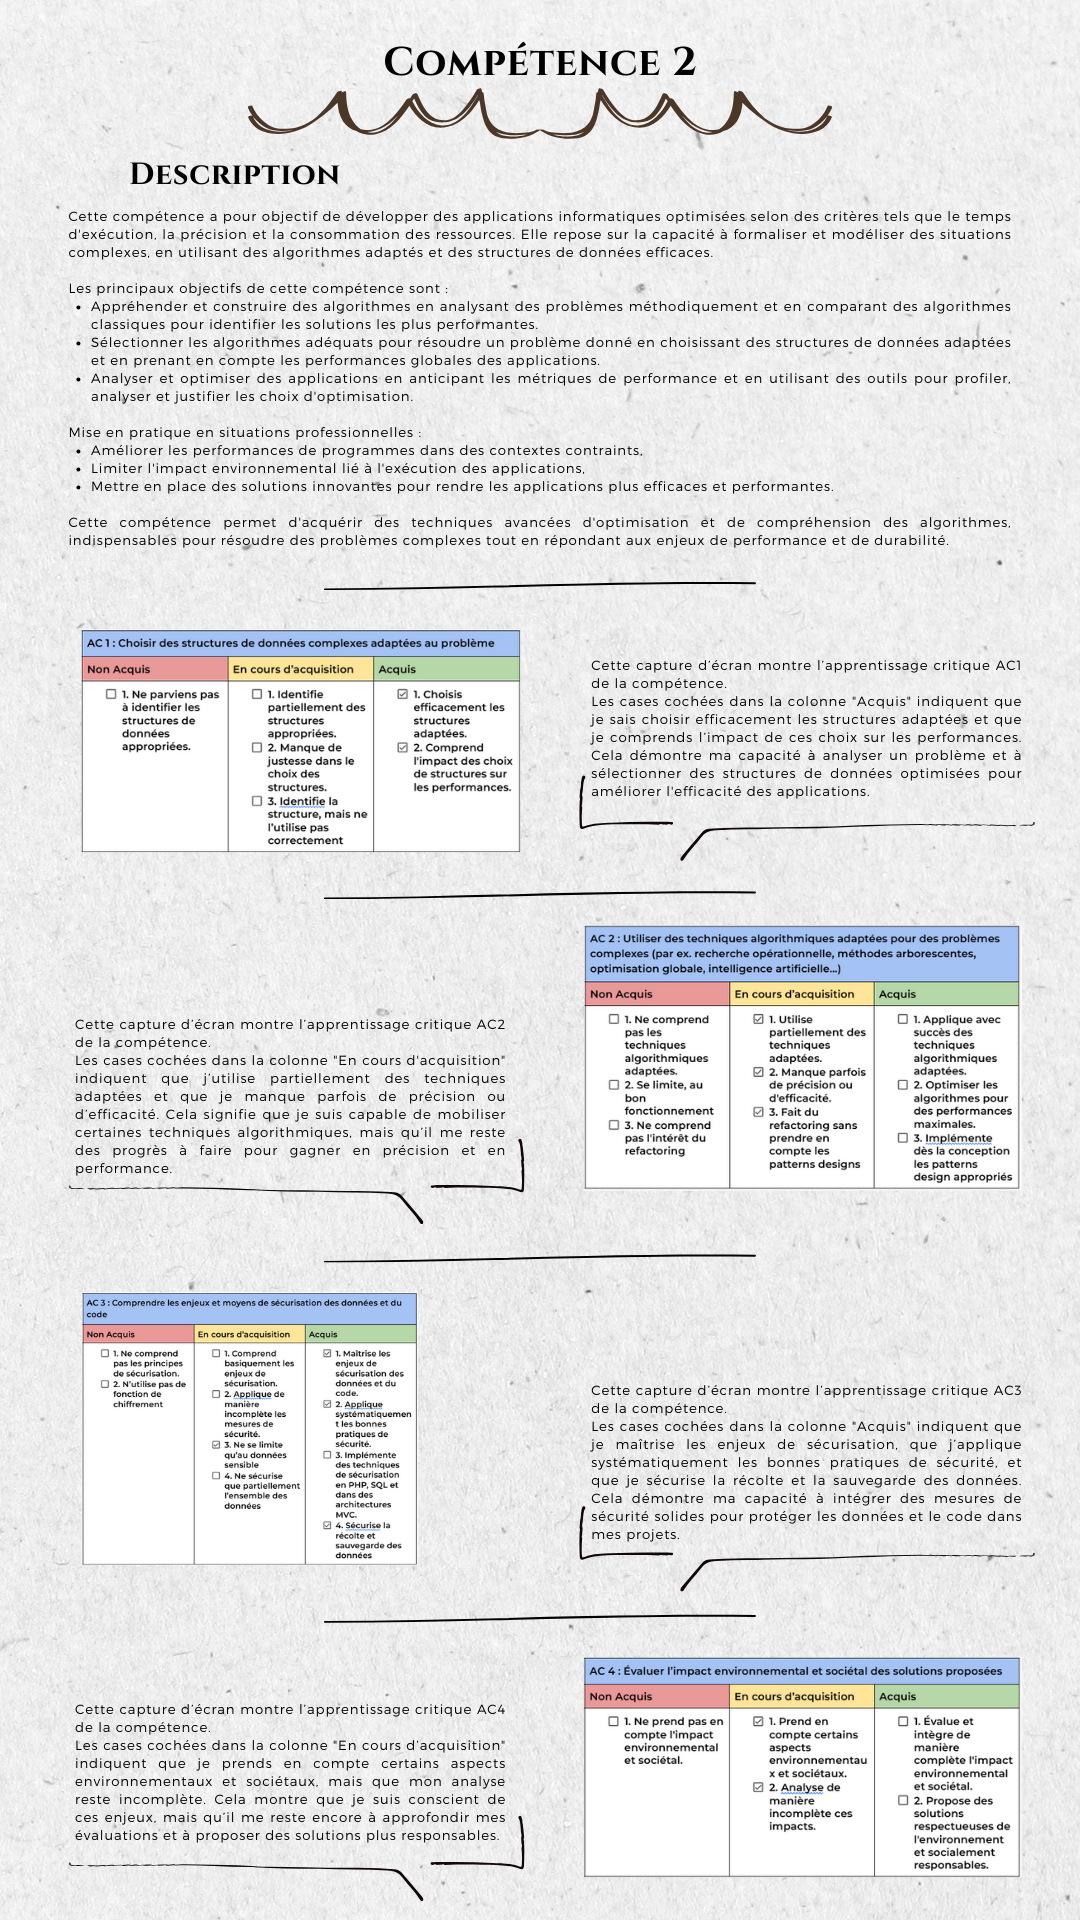 Compétence 2
Description
Cette compétence a pour objectif de développer des applications informatiques optimisées selon des critères tels que le temps
d'exécution, la précision et la consommation des ressources. Elle repose sur la capacité à formaliser et modéliser des situations
complexes, en utilisant des algorithmes adaptés et des structures de données efficaces.
Les principaux objectifs de cette compétence sont :
• Appréhender et construire des algorithmes en analysant des problèmes méthodiquement et en comparant des algorithmes
classiques pour identifier les solutions les plus performantes.
• Sélectionner les algorithmes adéquats pour résoudre un problème donné en choisissant des structures de données adaptées
et en prenant en compte les performances globales des applications.
• Analyser et optimiser des applications en anticipant les métriques de performance et en utilisant des outils pour profiler,
analyser et justifier les choix d'optimisation.
Mise en pratique en situations professionnelles :
• Améliorer les performances de programmes dans des contextes contraints,
• Limiter l'impact environnemental lié à l'exécution des applications,
• Mettre en place des solutions innovantes pour rendre les applications plus efficaces et performantes.
Cette compétence permet d'acquérir des techniques avancées d'optimisation et de compréhension des algorithmes,
indispensables pour résoudre des problèmes complexes tout en répondant aux enjeux de performance et de durabilité.
AC 1 : Choisir des structures de données complexes adaptées au problème
Non Acquis
☐ 1. Ne parviens pas
à identifier les
structures de
données
appropriées.
En cours d'acquisition
☐ 1. Identifie
partiellement des
structures
appropriées.
☐ 2. Manque de
justesse dans le
choix des
structures.
☐ 3. Identifie la
structure, mais ne
l'utilise pas
correctement
Acquis
☑ 1. Choisis
efficacement les
structures
adaptées.
☑ 2. Comprend
l'impact des choix
de structures sur
les performances.
Cette capture d'écran montre l'apprentissage critique AC1
de la compétence.
Les cases cochées dans la colonne "Acquis" indiquent que
je sais choisir efficacement les structures adaptées et que
je comprends l'impact de ces choix sur les performances.
Cela démontre ma capacité à analyser un problème et à
sélectionner des structures de données optimisées pour
améliorer l'efficacité des applications.
Cette capture d'écran montre l'apprentissage critique AC2
de la compétence.
Les cases cochées dans la colonne "En cours d'acquisition"
indiquent que j'utilise partiellement des techniques
adaptées et que je manque parfois de précision ou
d'efficacité. Cela signifie que je suis capable de mobiliser
certaines techniques algorithmiques, mais qu'il me reste
des progrès à faire pour gagner en précision et en
performance.
AC 2 : Utiliser des techniques algorithmiques adaptées pour des problèmes
complexes (par ex. recherche opérationnelle, méthodes arborescentes,
optimisation globale, intelligence artificielle...)
Non Acquis
☐ 1. Ne comprend
pas les
techniques
algorithmiques
adaptées.
☐ 2. Se limite, au
bon
fonctionnement
☐ 3. Ne comprend
pas l'intérêt du
refactoring
En cours d'acquisition
☑ 1. Utilise
partiellement des
techniques
adaptées.
☑ 2. Manque parfois
de précision ou
d'efficacité.
☑ 3. Fait du
refactoring sans
prendre en
compte les
patterns designs
Acquis
☐ 1. Applique avec
succès des
techniques
algorithmiques
adaptées.
☐ 2. Optimiser les
algorithmes pour
des performances
maximales.
☐ 3. Implémente
dès la conception
les patterns
design appropriés
AC 3 : Comprendre les enjeux et moyens de sécurisation des données et du
code
Non Acquis
☐ 1. Ne comprend
pas les principes
de sécurisation.
☐ 2. N'utilise pas de
fonction de
chiffrement
En cours d'acquisition
☐ 1. Comprend
basiquement les
enjeux de
sécurisation.
☐ 2. Applique de
manière
incomplète les
mesures de
sécurité.
☑ 3. Ne se limite
qu'au données
sensible
☐ 4. Ne sécurise
que partiellement
l'ensemble des
données
Acquis
☑ 1. Maîtrise les
enjeux de
sécurisation des
données et du
code.
☑ 2. Applique
systématiquemen
t les bonnes
pratiques de
sécurité.
☐ 3. Implémente
des techniques
de sécurisation
en PHP, SQL et
dans des
architectures
MVC.
☑ 4. Sécurise la
récolte et
sauvegarde des
données
Cette capture d'écran montre l'apprentissage critique AC3
de la compétence.
Les cases cochées dans la colonne "Acquis" indiquent que
je maîtrise les enjeux de sécurisation, que j'applique
systématiquement les bonnes pratiques de sécurité, et
que je sécurise la récolte et la sauvegarde des données.
Cela démontre ma capacité à intégrer des mesures de
sécurité solides pour protéger les données et le code dans
mes projets.
Cette capture d'écran montre l'apprentissage critique AC4
de la compétence.
Les cases cochées dans la colonne "En cours d'acquisition"
indiquent que je prends en compte certains aspects
environnementaux et sociétaux, mais que mon analyse
reste incomplète. Cela montre que je suis conscient de
ces enjeux, mais qu'il me reste encore à approfondir mes
évaluations et à proposer des solutions plus responsables.
AC 4 : Évaluer l'impact environnemental et sociétal des solutions proposées
Non Acquis
☐ 1. Ne prend pas en
compte l'impact
environnemental
et sociétal.
En cours d'acquisition
☑ 1. Prend en
compte certains
aspects
environnementau
x et sociétaux.
☑ 2. Analyse de
manière
incomplète ces
impacts.
Acquis
☐ 1. Évalue et
intègre de
manière
complète l'impact
environnemental
et sociétal.
☐ 2. Propose des
solutions
respectueuses de
l'environnement
et socialement
responsables.